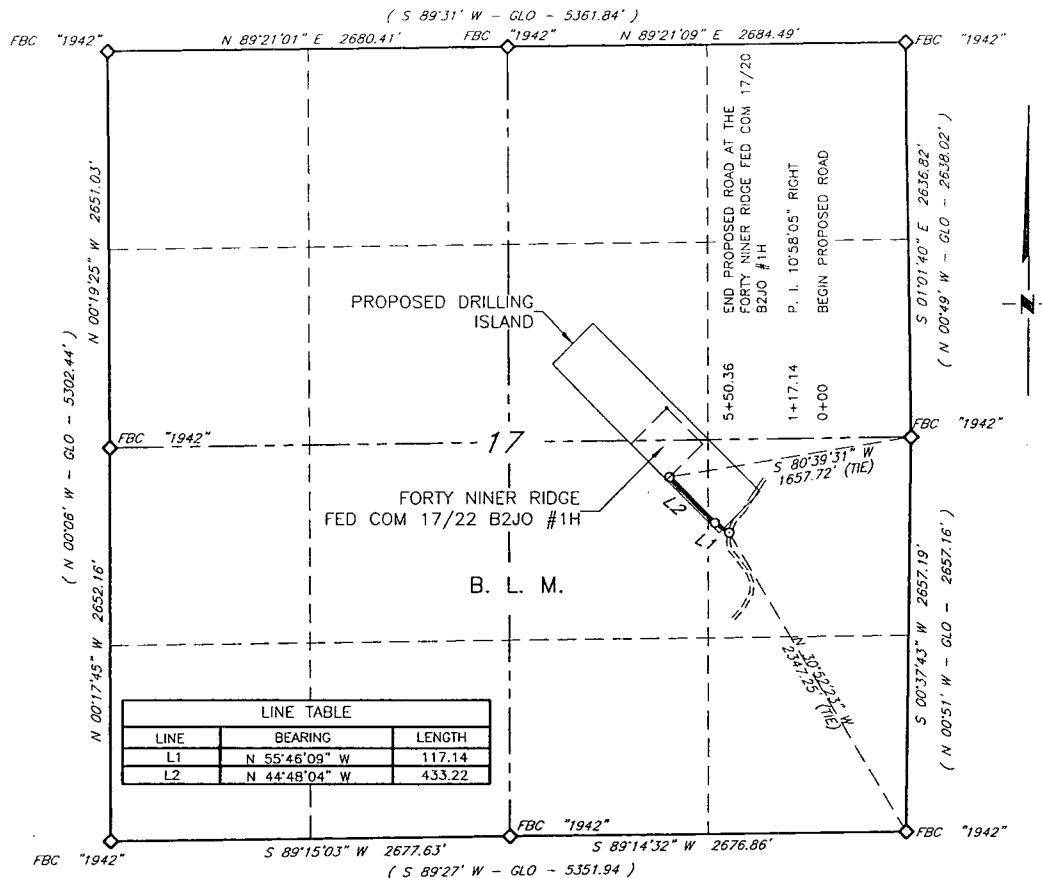 ( S 89°31' W - GLO - 5361.84' )
FBC "1942"
N 89°21'01" E 2680.41'
FBC "1942"
N 89°21'09" E 2684.49'
FBC "1942"
N 00°19'25" W 2651.03'
( N 00°06' W - GLO - 5302.44' )
N 00°17'45" W 2652.16'
END PROPOSED ROAD AT THE
FORTY NINER RIDGE FED COM 17/20
B2JO #1H
P. I. 10°58'05" RIGHT
BEGIN PROPOSED ROAD
5+50.36
1+17.14
0+00
S 01°01'40" E 2636.82'
( N 00°49' W - GLO - 2638.02' )
N
PROPOSED DRILLING
ISLAND
FBC "1942"
17
FBC "1942"
S 80°39'31" W
1657.72' (TIE)
FORTY NINER RIDGE
FED COM 17/22 B2JO #1H
L2
L1
B. L. M.
N 30°52'23" W
2347.25' (TIE)
S 00°37'43" W 2657.19'
( N 00°51' W - GLO - 2657.16' )
LINE TABLE
LINE BEARING LENGTH
L1 N 55°46'09" W 117.14
L2 N 44°48'04" W 433.22
FBC "1942"
S 89°15'03" W 2677.63'
FBC "1942"
S 89°14'32" W 2676.86'
FBC "1942"
( S 89°27' W - GLO - 5351.94 )